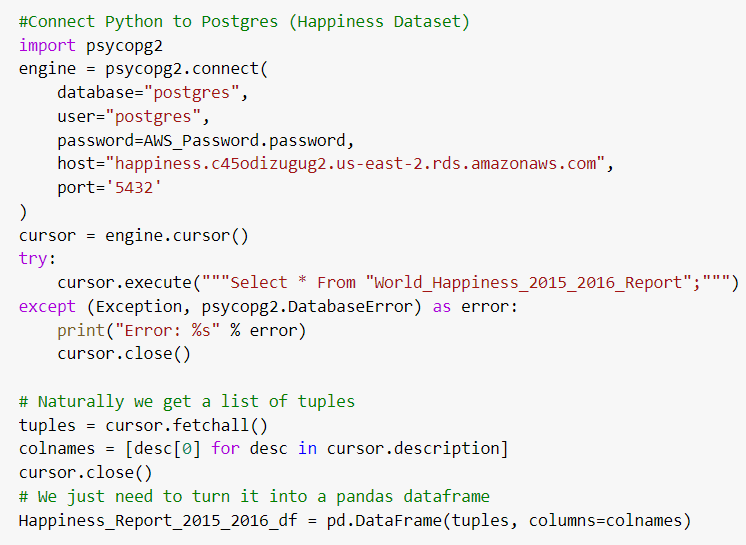 #Connect Python to Postgres (Happiness Dataset)
import psycopg2
engine = psycopg2.connect(
    database="postgres",
    user="postgres",
    password=AWS_Password.password,
    host="happiness.c45odizugug2.us-east-2.rds.amazonaws.com",
    port='5432'
)
cursor = engine.cursor()
try:
    cursor.execute("""Select * From "World_Happiness_2015_2016_Report";""")
except (Exception, psycopg2.DatabaseError) as error:
    print("Error: %s" % error)
    cursor.close()

# Naturally we get a list of tuples
tuples = cursor.fetchall()
colnames = [desc[0] for desc in cursor.description]
cursor.close()
# We just need to turn it into a pandas dataframe
Happiness_Report_2015_2016_df = pd.DataFrame(tuples, columns=colnames)